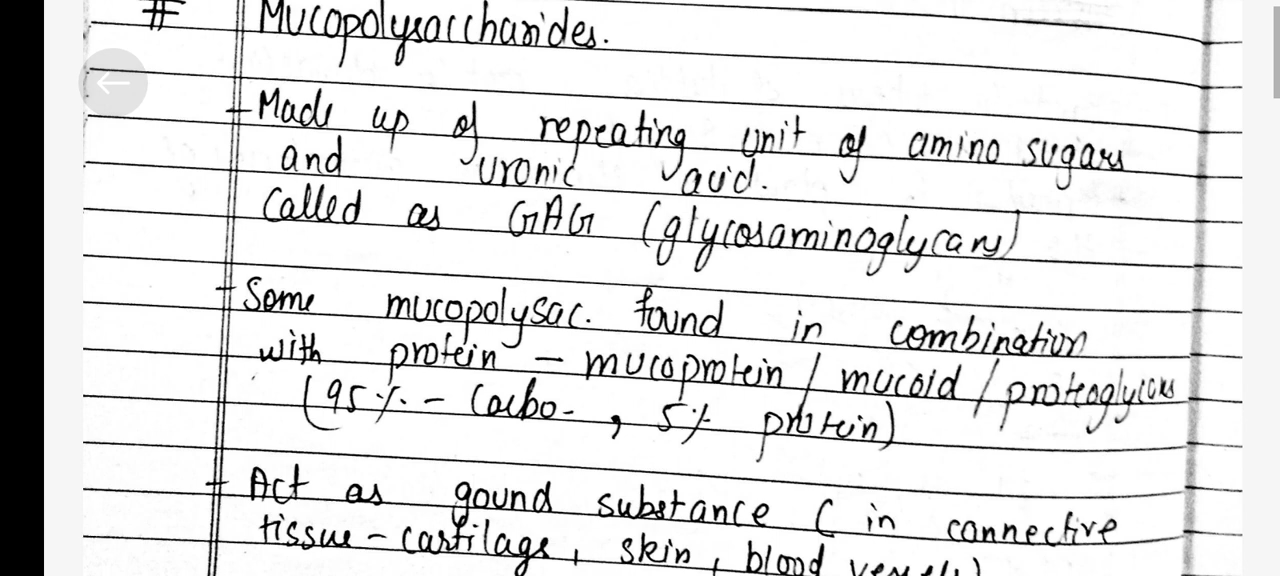 # Mucopolysaccharides.
- Made up of repeating unit of amino sugars
and uronic acid.
Called as GAG (glycosaminoglycans)
- Some mucopolysac. found in combination
with protein - mucoprotein / mucoid / proteoglycans
(95% - Carbo- , 5% protein)
- Act as gound substance ( in connective
tissue - cartilage, skin, blood vessels)